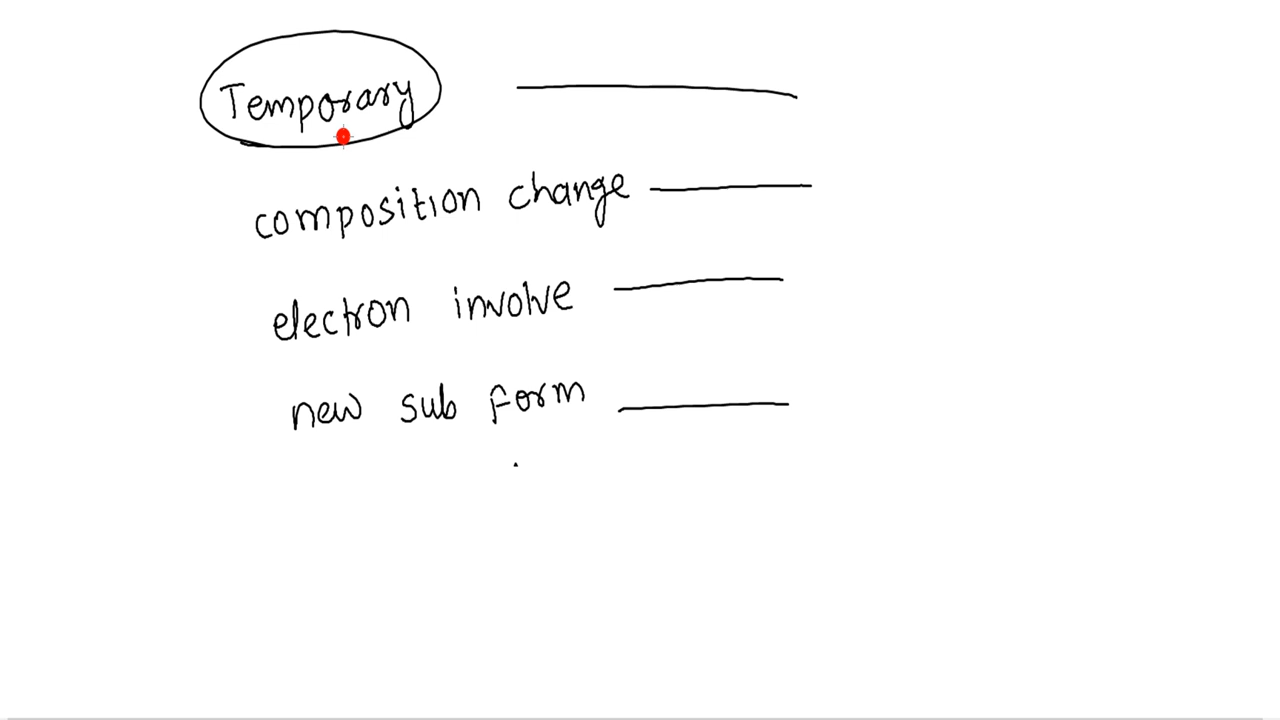 Temporary
composition change
electron involve
new sub form